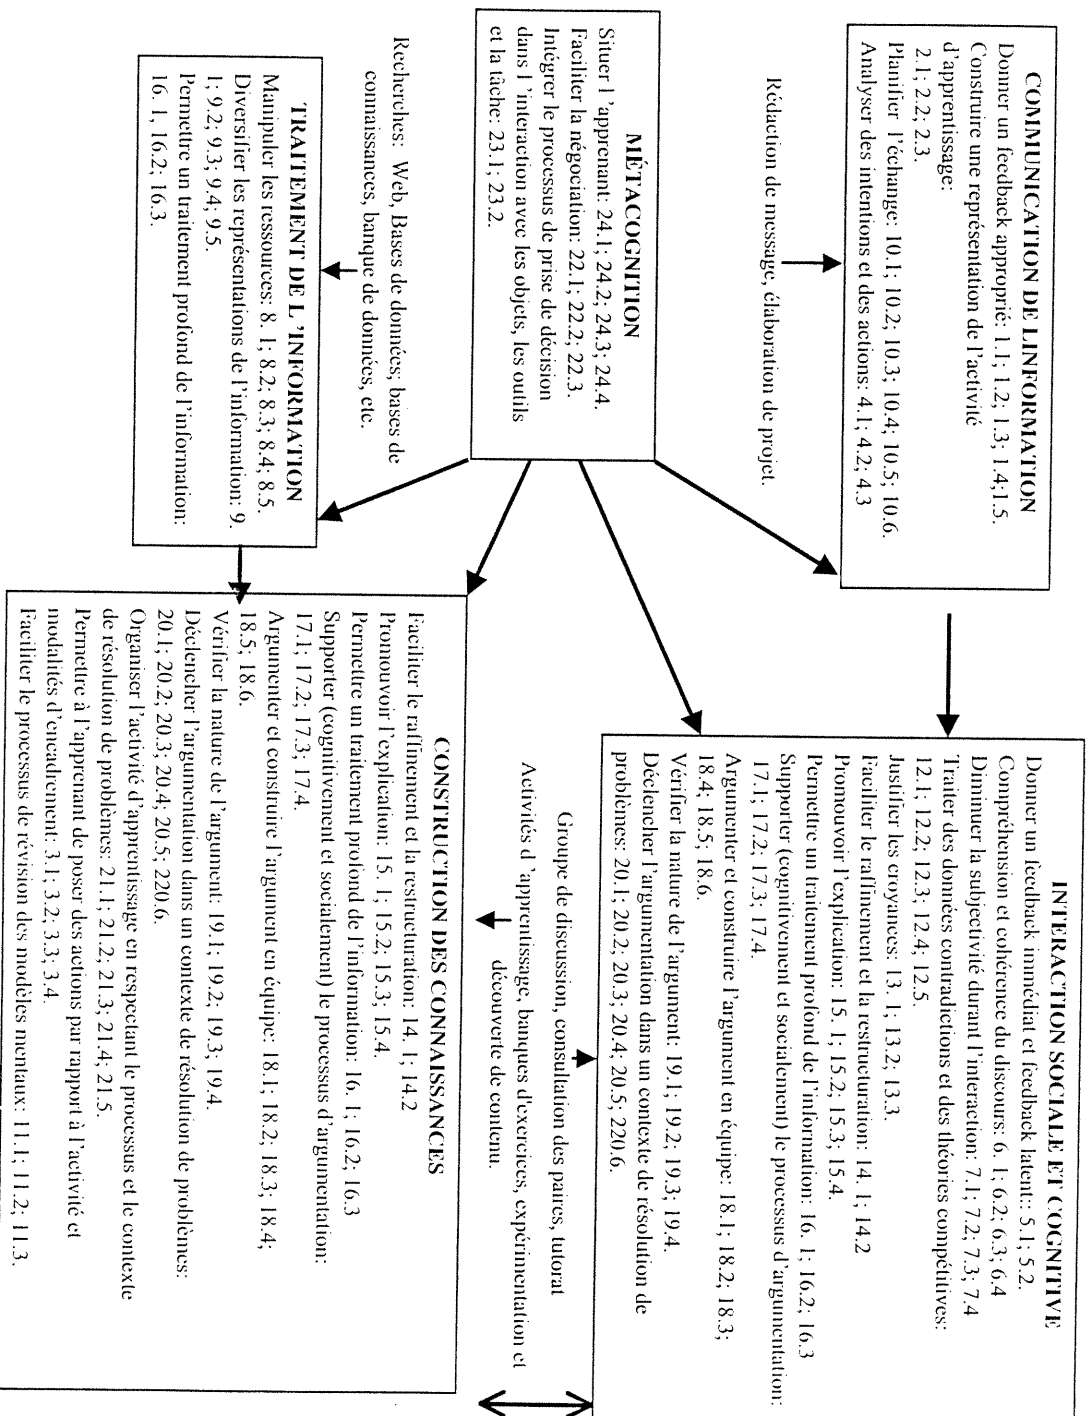 COMMUNICATION DE LINFORMATION
Donner un feedback approprié: 1.1; 1.2; 1.3; 1.4;1.5.
Construire une représentation de l'activité
d'apprentissage:
2.1; 2.2; 2.3.
Planifier l'échange: 10.1; 10.2; 10.3; 10.4; 10.5; 10.6.
Analyser des intentions et des actions: 4.1; 4.2; 4.3
Rédaction de message, élaboration de projet.
MÉTACOGNITION
Situer l 'apprenant: 24.1; 24.2; 24.3; 24.4.
Faciliter la négociation: 22.1; 22.2; 22.3.
Intégrer le processus de prise de décision
dans l 'interaction avec les objets, les outils
et la tâche: 23.1; 23.2.
Recherches: Web, Bases de données; bases de
connaissances, banque de données, etc.
TRAITEMENT DE L 'INFORMATION
Manipuler les ressources: 8. 1; 8.2; 8.3; 8.4; 8.5.
Diversifier les représentations de l'information: 9.
1; 9.2; 9.3; 9.4; 9.5.
Permettre un traitement profond de l'information:
16. 1, 16.2; 16.3.
INTERACTION SOCIALE ET COGNITIVE
Donner un feedback immédiat et feedback latent:: 5.1; 5.2.
Compréhension et cohérence du discours: 6. 1; 6.2; 6.3; 6.4
Diminuer la subjectivité durant l'interaction: 7.1; 7.2; 7.3; 7.4
Traiter des données contradictions et des théories compétitives:
12.1; 12.2; 12.3; 12.4; 12.5.
Justifier les croyances: 13. 1; 13.2; 13.3.
Faciliter le raffinement et la restructuration: 14. 1; 14.2
Promouvoir l'explication: 15. 1; 15.2; 15.3; 15.4.
Permettre un traitement profond de l'information: 16. 1; 16.2; 16.3
Supporter (cognitivement et socialement) le processus d'argumentation:
17.1; 17.2; 17.3; 17.4.
Argumenter et construire l'argument en équipe: 18.1; 18.2; 18.3;
18.4; 18.5; 18.6.
Vérifier la nature de l'argument: 19.1; 19.2; 19.3; 19.4.
Déclencher l'argumentation dans un contexte de résolution de
problèmes: 20.1; 20.2; 20.3; 20.4; 20.5; 220.6.
Groupe de discussion, consultation des paires, tutorat
Activités d 'apprentissage, banques d'exercices, expérimentation et
découverte de contenu.
CONSTRUCTION DES CONNAISSANCES
Faciliter le raffinement et la restructuration: 14. 1; 14.2
Promouvoir l'explication: 15. 1; 15.2; 15.3; 15.4.
Permettre un traitement profond de l'information: 16. 1; 16.2; 16.3
Supporter (cognitivement et socialement) le processus d'argumentation:
17.1; 17.2; 17.3; 17.4.
Argumenter et construire l'argument en équipe: 18.1; 18.2; 18.3; 18.4;
18.5; 18.6.
Vérifier la nature de l'argument: 19.1; 19.2; 19.3; 19.4.
Déclencher l'argumentation dans un contexte de résolution de problèmes:
20.1; 20.2; 20.3; 20.4; 20.5; 220.6.
Organiser l'activité d'apprentissage en respectant le processus et le contexte
de résolution de problèmes: 21.1; 21.2; 21.3; 21.4; 21.5.
Permettre à l'apprenant de poser des actions par rapport à l'activité et
modalités d'encadrement: 3.1; 3.2; 3.3; 3.4.
Faciliter le processus de révision des modèles mentaux: 11.1; 11.2; 11.3.